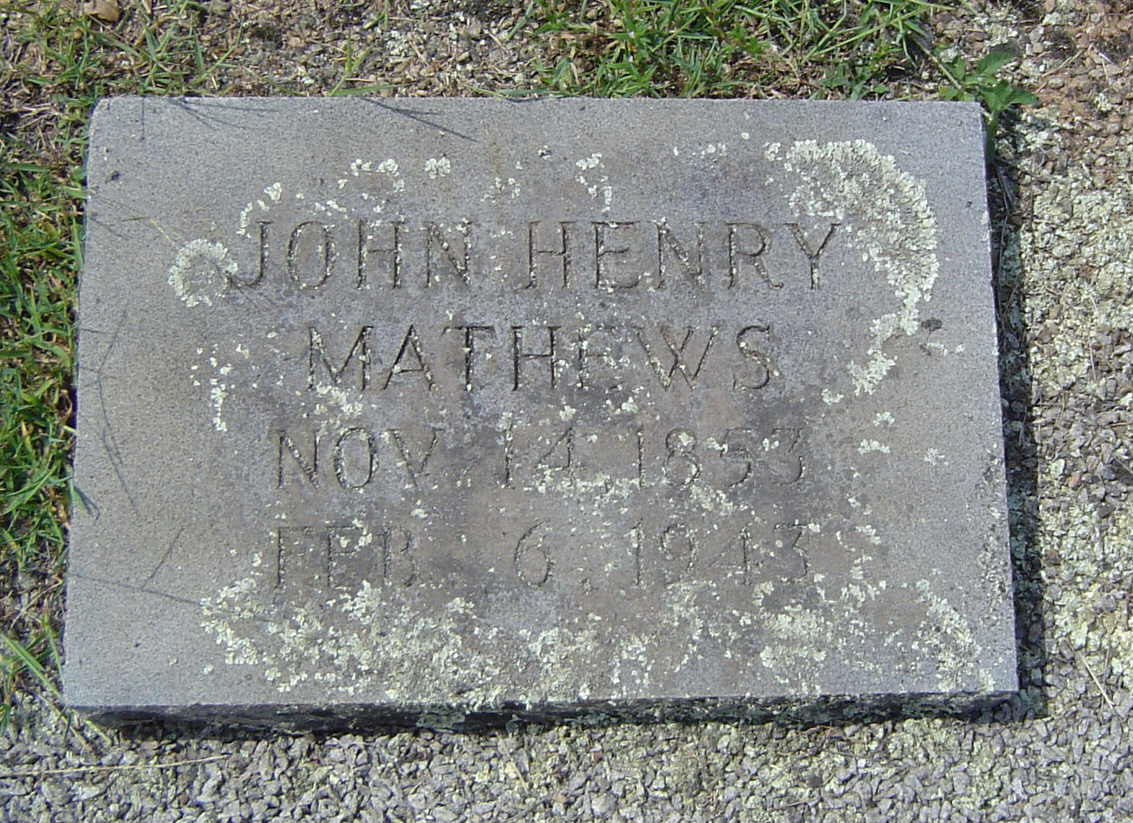 JOHN HENRY
MATHEWS
NOV. 14. 1853
FEB. 6, 1943